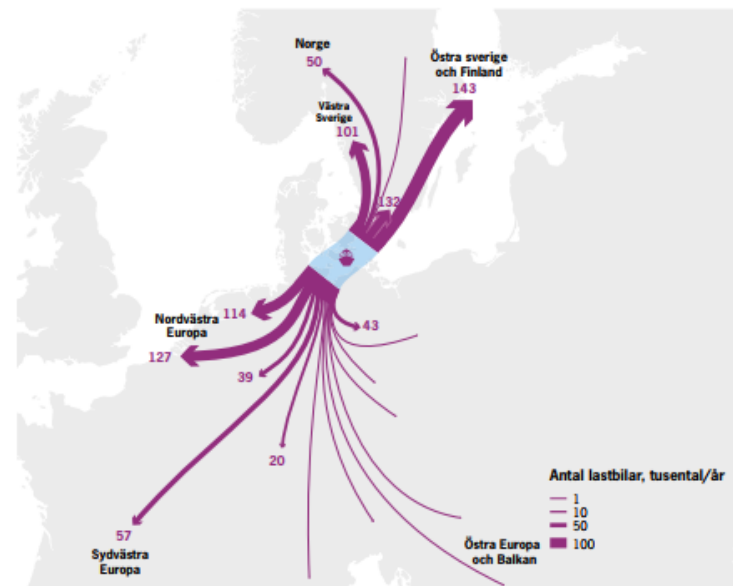 Norge
50
Östra sverige
och Finland
143
Västra
Sverige
101
132
Nordvästra
Europa
114
127
43
39
20
57
Sydvästra
Europa
Östra Europa
och Balkan
Antal lastbilar, tusental/år
1
10
50
100